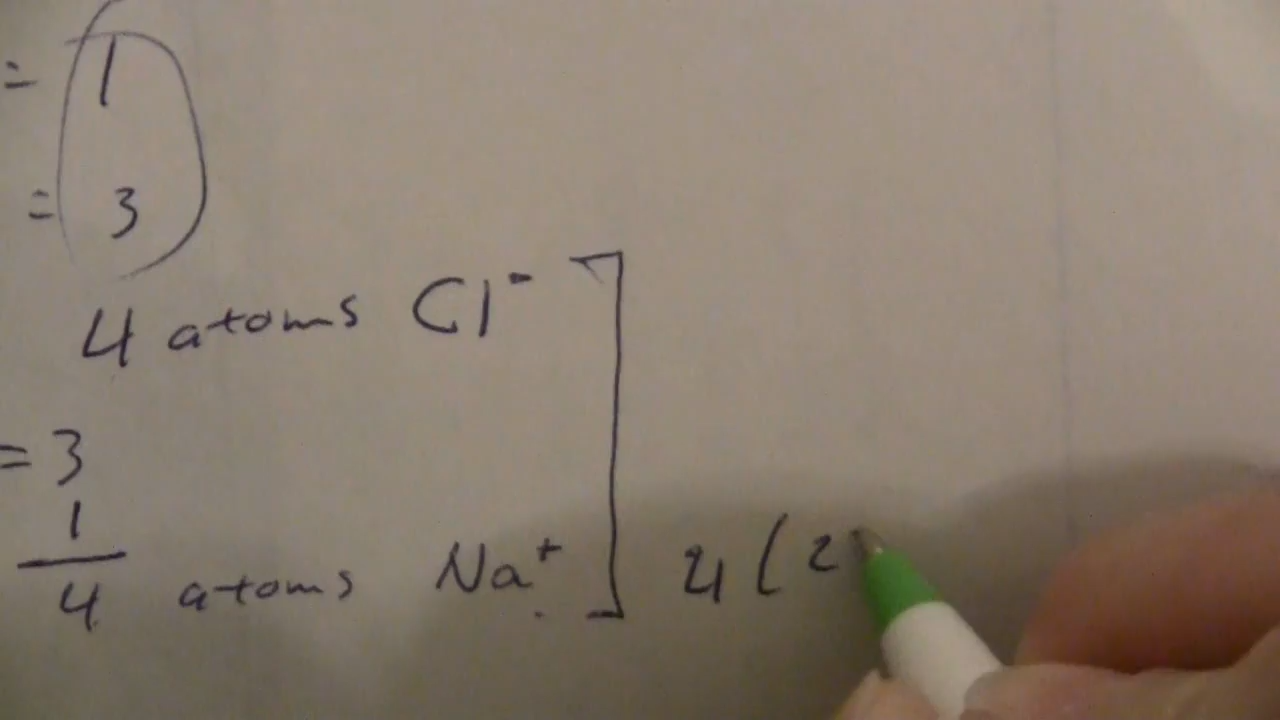 = 1
= 3
4 atoms Cl⁻
= 3
1
4 atoms Na⁺ ] 4(2